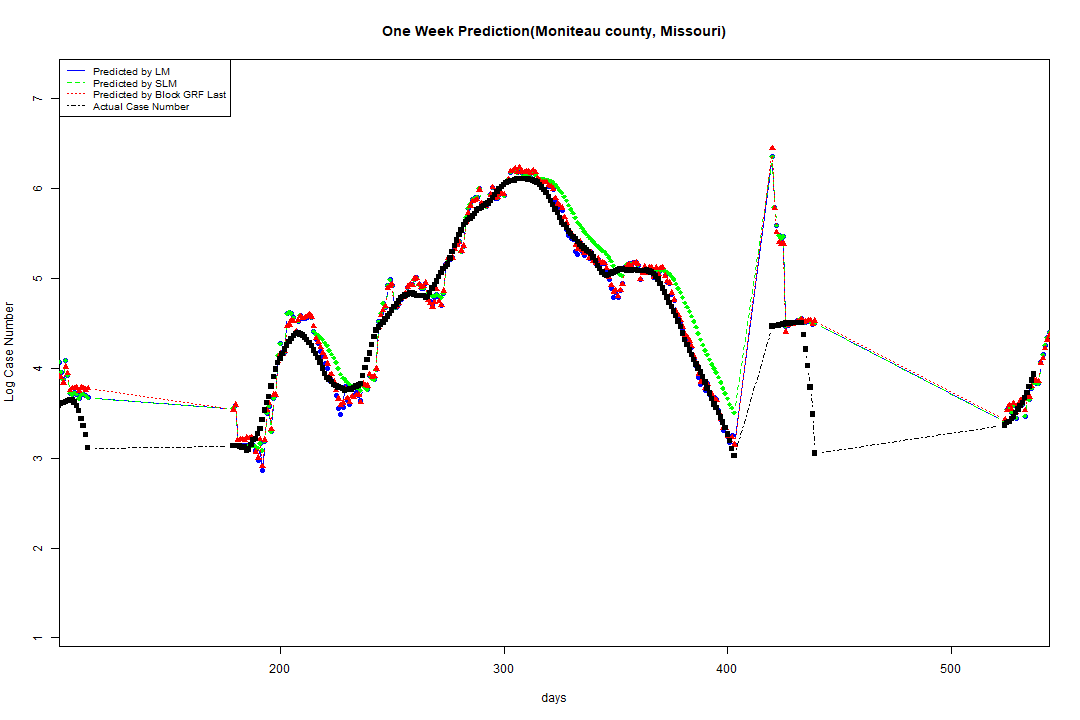 One Week Prediction(Moniteau county, Missouri)
Predicted by LM
Predicted by SLM
Predicted by Block GRF Last
Actual Case Number
7
6
5
4
3
2
1
Log Case Number
200
300
400
500
days